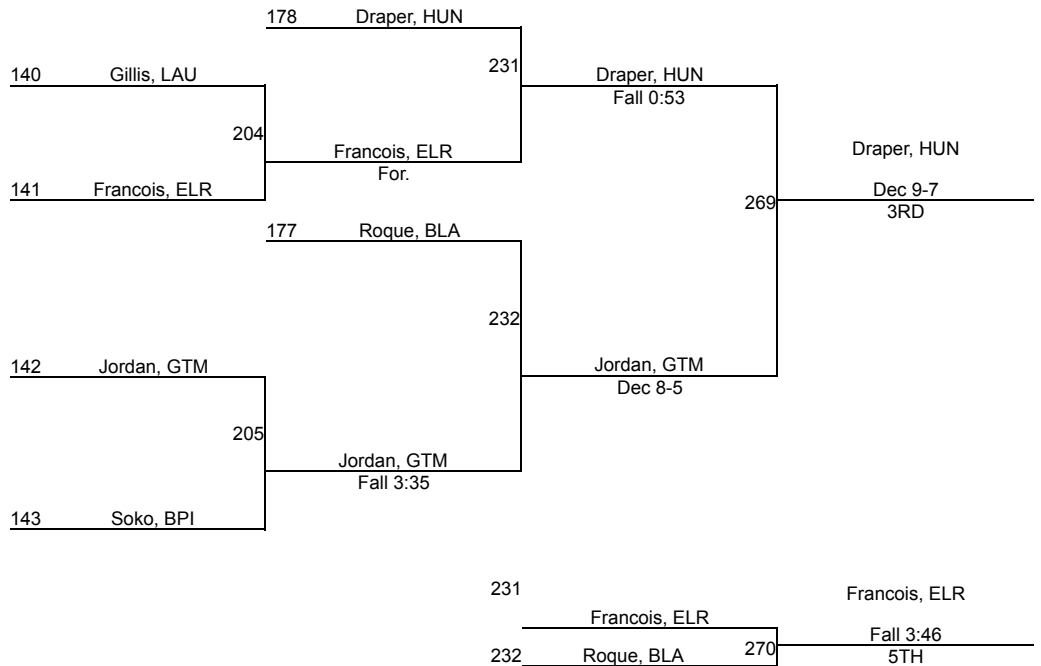 178 Draper, HUN
140 Gillis, LAU
231
Draper, HUN
Fall 0:53
204
Francois, ELR
For.
141 Francois, ELR
Draper, HUN
Dec 9-7
3RD
269
177 Roque, BLA
232
142 Jordan, GTM
Jordan, GTM
Dec 8-5
205
Jordan, GTM
Fall 3:35
143 Soko, BPI
231
Francois, ELR
Francois, ELR
232 Roque, BLA
270
Fall 3:46
5TH